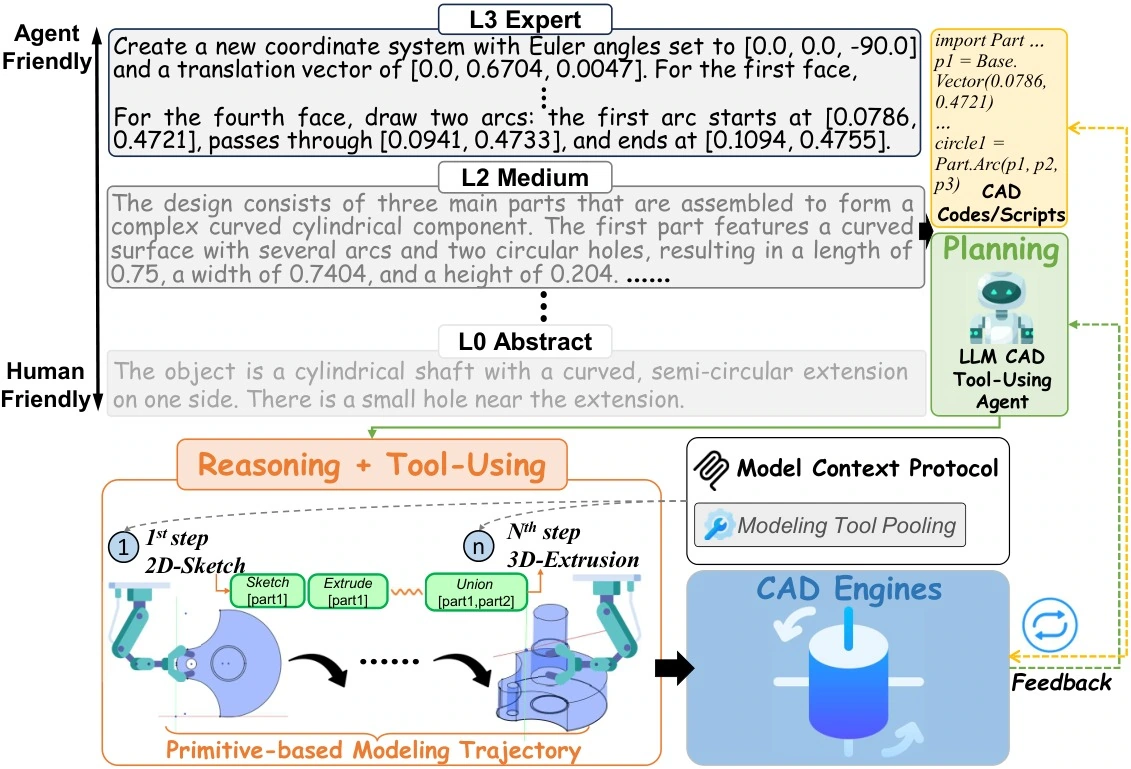 Agent
Friendly
L3 Expert
Create a new coordinate system with Euler angles set to [0.0, 0.0, -90.0]
and a translation vector of [0.0, 0.6704, 0.0047]. For the first face,
For the fourth face, draw two arcs: the first arc starts at [0.0786,
0.4721], passes through [0.0941, 0.4733], and ends at [0.1094, 0.4755].
L2 Medium
The design consists of three main parts that are assembled to form a
complex curved cylindrical component. The first part features a curved
surface with several arcs and two circular holes, resulting in a length of
0.75, a width of 0.7404, and a height of 0.204. ......
L0 Abstract
Human
Friendly
The object is a cylindrical shaft with a curved, semi-circular extension
on one side. There is a small hole near the extension.
import Part ...
p1 = Base.
Vector(0.0786,
0.4721)
...
circle1 =
Part.Arc(p1, p2,
p3)
CAD
Codes/Scripts
Planning
LLM CAD
Tool-Using
Agent
Reasoning + Tool-Using
1
1st step
2D-Sketch
n
Nth step
3D-Extrusion
Sketch
[part1]
Extrude
[part1]
Union
[part1,part2]
......
Primitive-based Modeling Trajectory
Model Context Protocol
Modeling Tool Pooling
CAD Engines
Feedback